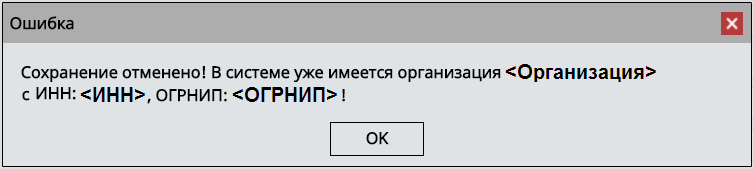 Ошибка
Сохранение отменено! В системе уже имеется организация <Организация>
с ИНН: <ИНН>, ОГРНИП: <ОГРНИП> !
OK